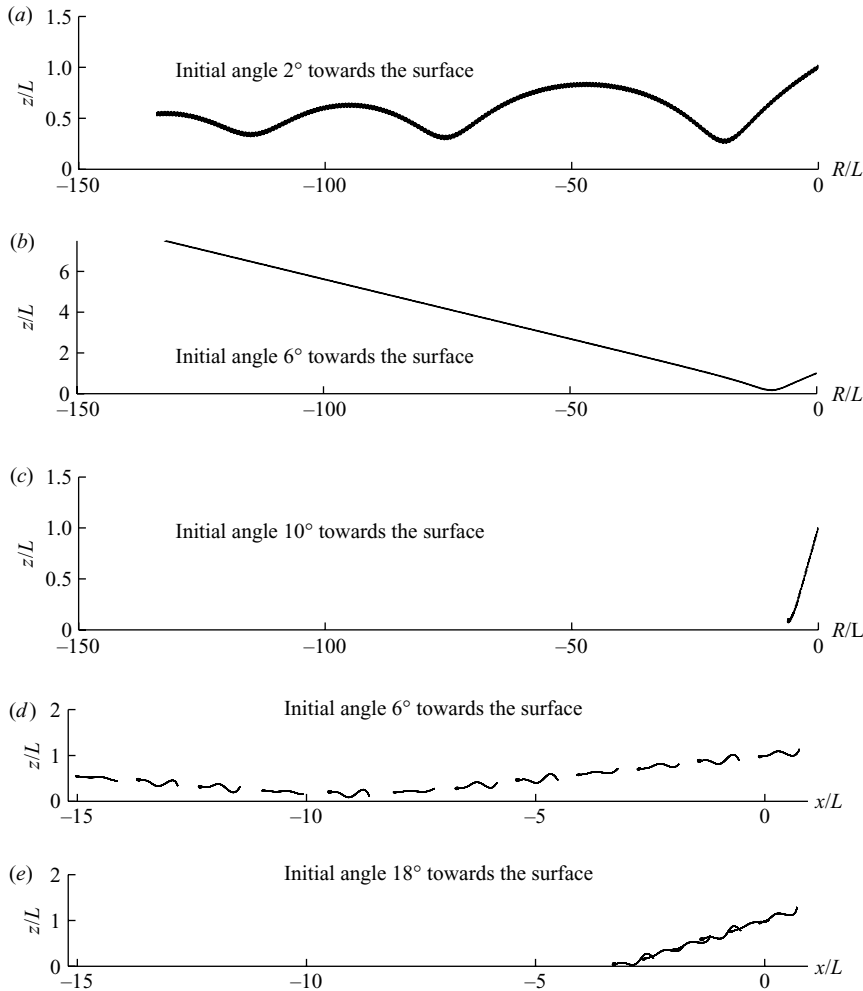 (a)
1.5
1.0
0.5
0
z/L
Initial angle 2° towards the surface
–150
–100
–50
0
R/L
(b)
6
4
2
0
z/L
Initial angle 6° towards the surface
–150
–100
–50
0
R/L
(c)
1.5
1.0
0.5
0
z/L
Initial angle 10° towards the surface
–150
–100
–50
0
R/L
(d)
2
1
0
z/L
Initial angle 6° towards the surface
–15
–10
–5
0
x/L
(e)
2
1
0
z/L
Initial angle 18° towards the surface
–15
–10
–5
0
x/L